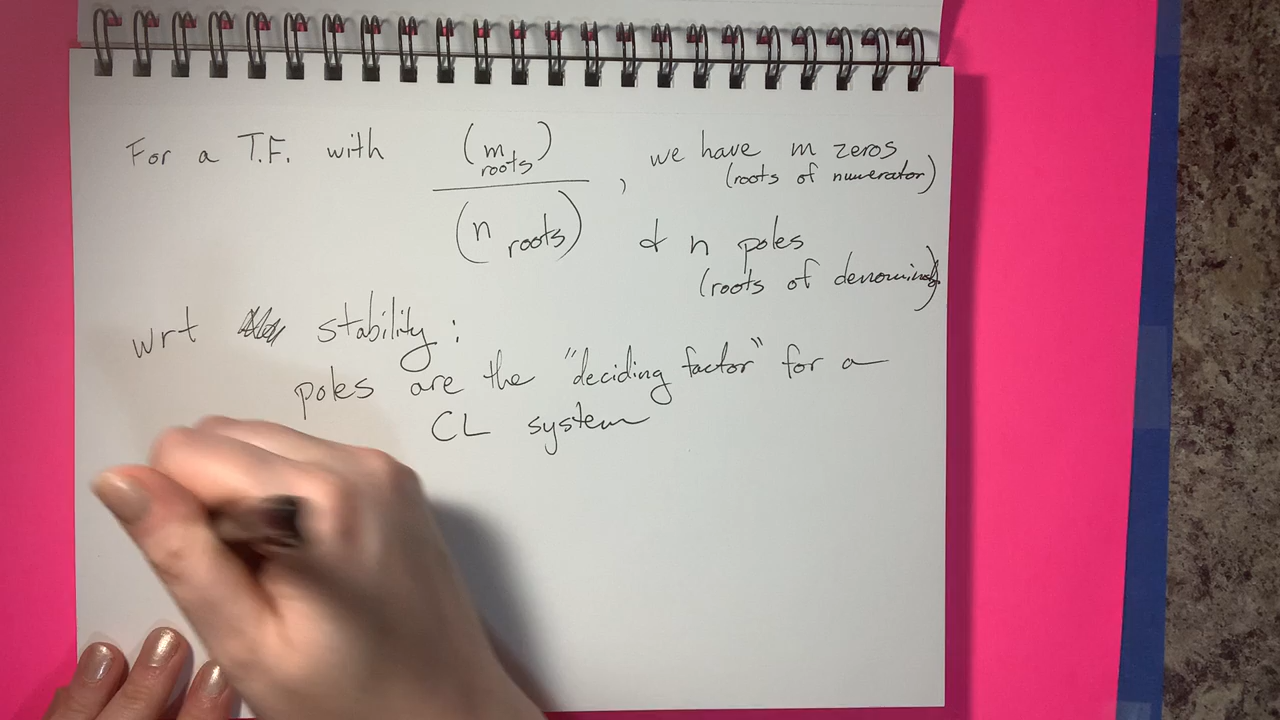 For a T.F. with (m roots) / (n roots) , we have m zeros
(roots of numerator)
& n poles
(roots of denominator)
wrt stability:
poles are the "deciding factor" for a
CL system